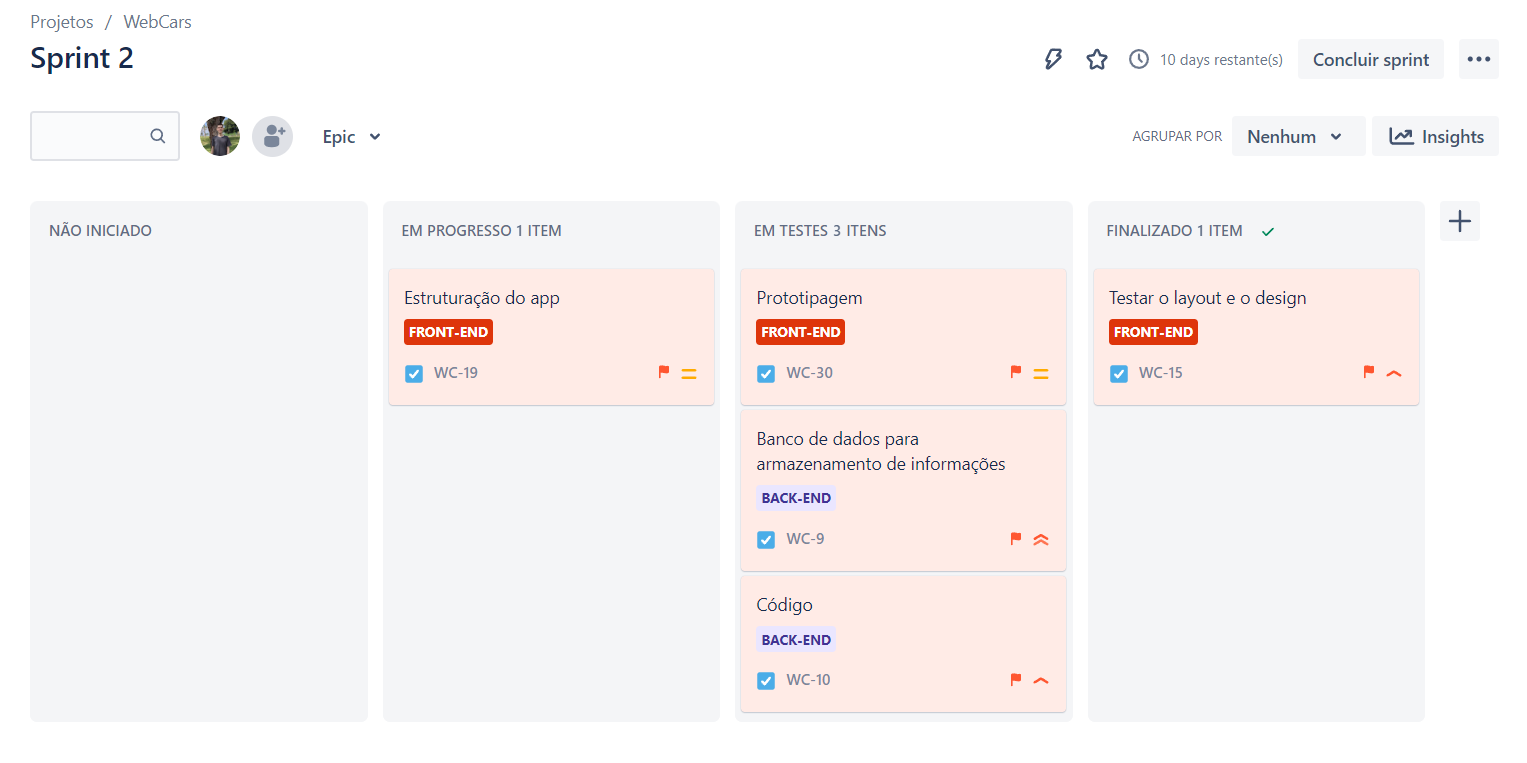 Projetos / WebCars
Sprint 2
10 days restante(s)
Concluir sprint
Epic
AGRUPAR POR
Nenhum
Insights
NÃO INICIADO
EM PROGRESSO 1 ITEM
Estruturação do app
FRONT-END
WC-19
EM TESTES 3 ITENS
Prototipagem
FRONT-END
WC-30
Banco de dados para
armazenamento de informações
BACK-END
WC-9
Código
BACK-END
WC-10
FINALIZADO 1 ITEM
Testar o layout e o design
FRONT-END
WC-15